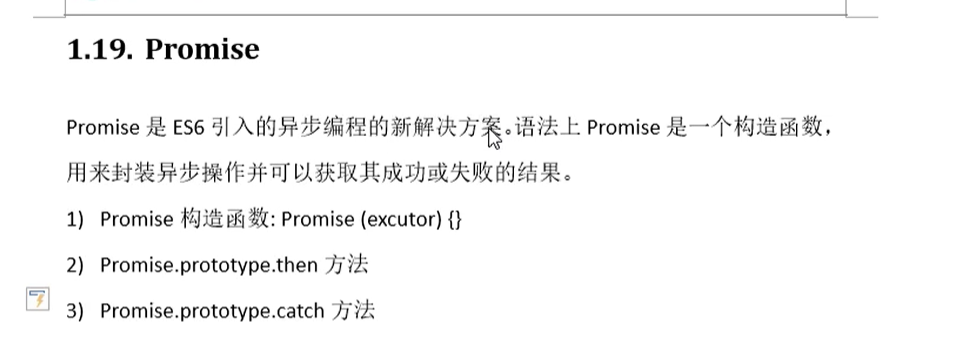 1.19. Promise
Promise 是 ES6 引入的异步编程的新解决方案。语法上 Promise 是一个构造函数，
用来封装异步操作并可以获取其成功或失败的结果。
1) Promise 构造函数: Promise (excutor) {}
2) Promise.prototype.then 方法
3) Promise.prototype.catch 方法